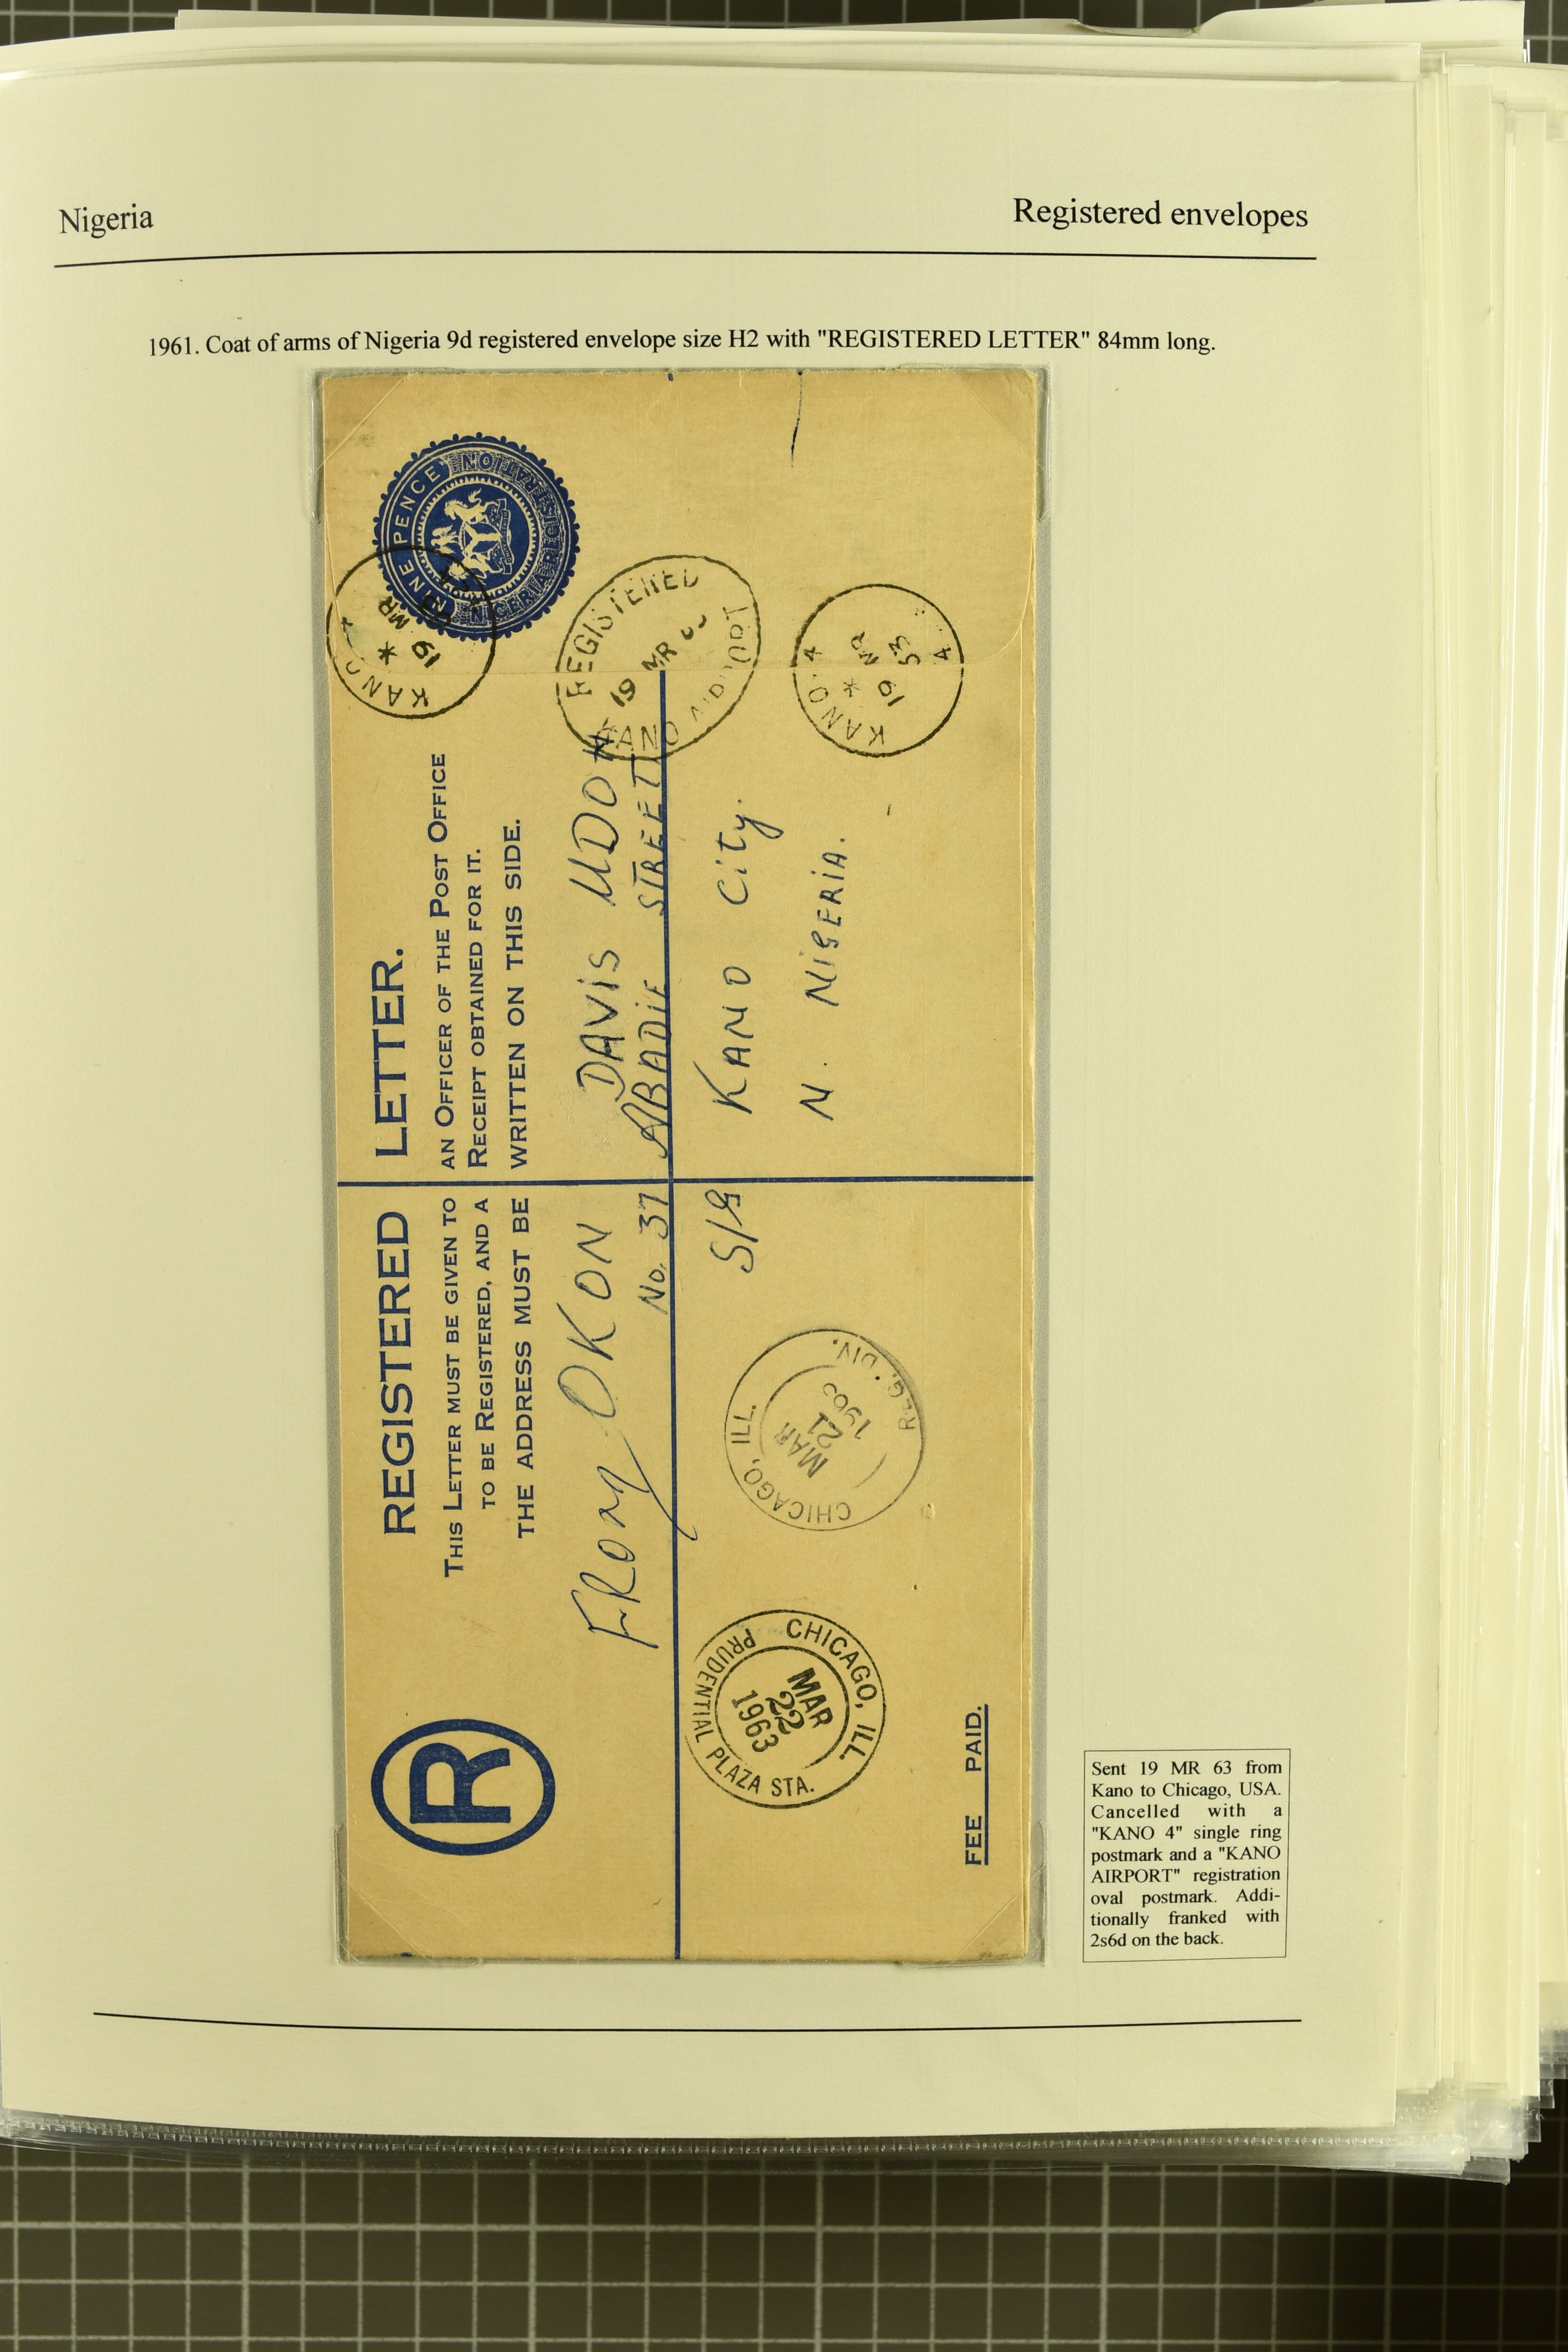 Nigeria
Registered envelopes
1961. Coat of arms of Nigeria 9d registered envelope size H2 with "REGISTERED LETTER" 84mm long.
REGISTERED LETTER.
THIS LETTER MUST BE GIVEN TO AN OFFICER OF THE POST OFFICE
TO BE REGISTERED, AND A RECEIPT OBTAINED FOR IT.
THE ADDRESS MUST BE WRITTEN ON THIS SIDE.
R
NINE PENCE
NIGERIA REGISTRATION
KANO
19 MR
REGISTERED
19 MR
KANO AIRPORT
KANO. 4
19 MR
53
4
FROM OKON DAVIS UDOH
No. 37 ABADIE STREET
S/G KANO City.
N. NIGERIA.
CHICAGO, ILL.
MAR
21
REG. DIV.
CHICAGO, ILL.
MAR
22
1963
PRUDENTIAL PLAZA STA.
FEE PAID.
Sent 19 MR 63 from
Kano to Chicago, USA.
Cancelled with a
"KANO 4" single ring
postmark and a "KANO
AIRPORT" registration
oval postmark. Addi-
tionally franked with
2s6d on the back.